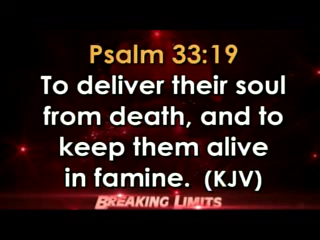 Psalm 33:19
To deliver their soul
from death, and to
keep them alive
in famine. (KJV)
BREAKING LIMITS